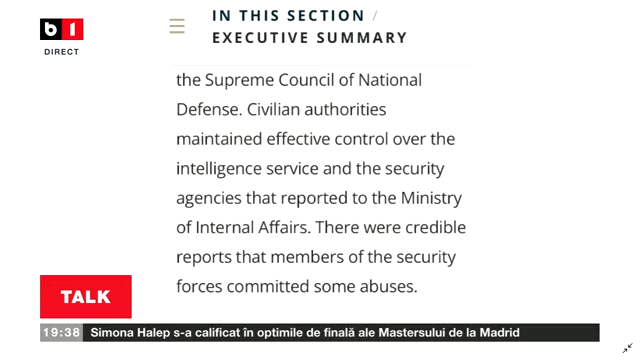 b1
DIRECT
IN THIS SECTION /
EXECUTIVE SUMMARY
the Supreme Council of National
Defense. Civilian authorities
maintained effective control over the
intelligence service and the security
agencies that reported to the Ministry
of Internal Affairs. There were credible
reports that members of the security
forces committed some abuses.
TALK
19:38 Simona Halep s-a calificat în optimile de finală ale Mastersului de la Madrid